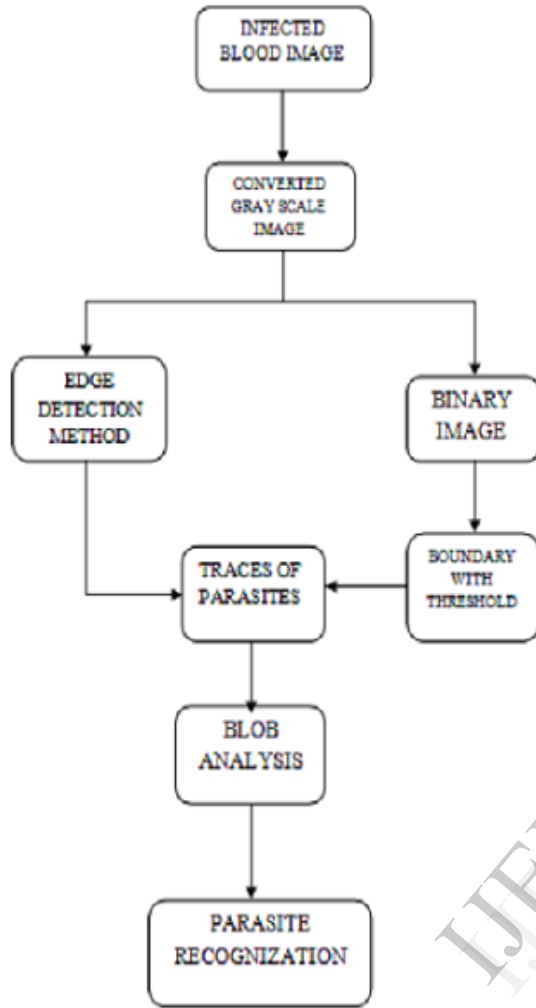 INFECTED
BLOOD IMAGE
CONVERTED
GRAY SCALE
IMAGE
EDGE
DETECTION
METHOD
BINARY
IMAGE
TRACES OF
PARASITES
BOUNDARY
WITH
THRESHOLD
BLOB
ANALYSIS
PARASITE
RECOGNIZATION